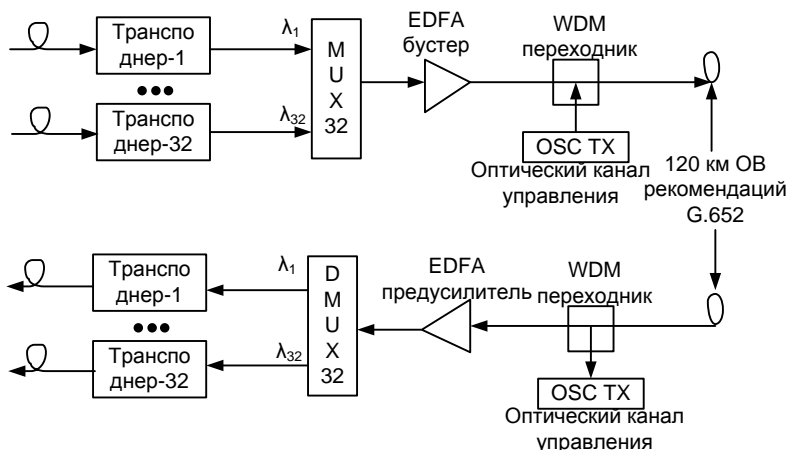 Транспо
днер-1
λ1
Транспо
днер-32
λ32
M
U
X
32
EDFA
бустер
WDM
переходник
OSC TX
Оптический канал
управления
120 км ОВ
рекомендаций
G.652
Транспо
днер-1
λ1
Транспо
днер-32
λ32
D
M
U
X
32
EDFA
предусилитель
WDM
переходник
OSC TX
Оптический канал
управления